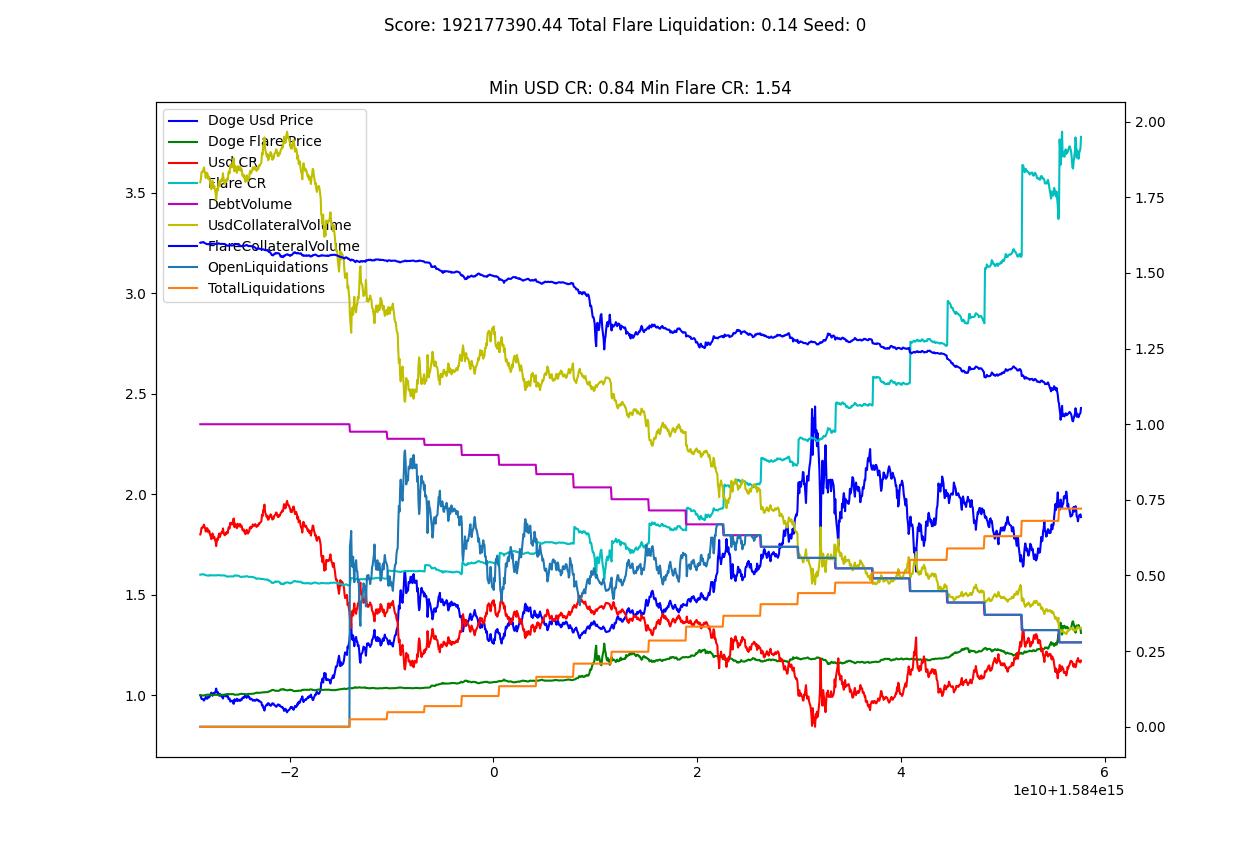 Score: 192177390.44 Total Flare Liquidation: 0.14 Seed: 0
Min USD CR: 0.84 Min Flare CR: 1.54
Doge Usd Price
Doge Flare Price
Usd CR
Flare CR
DebtVolume
UsdCollateralVolume
FlareCollateralVolume
OpenLiquidations
TotalLiquidations
3.5
3.0
2.5
2.0
1.5
1.0
2.00
1.75
1.50
1.25
1.00
0.75
0.50
0.25
0.00
−2
0
2
4
6
1e10+1.584e15